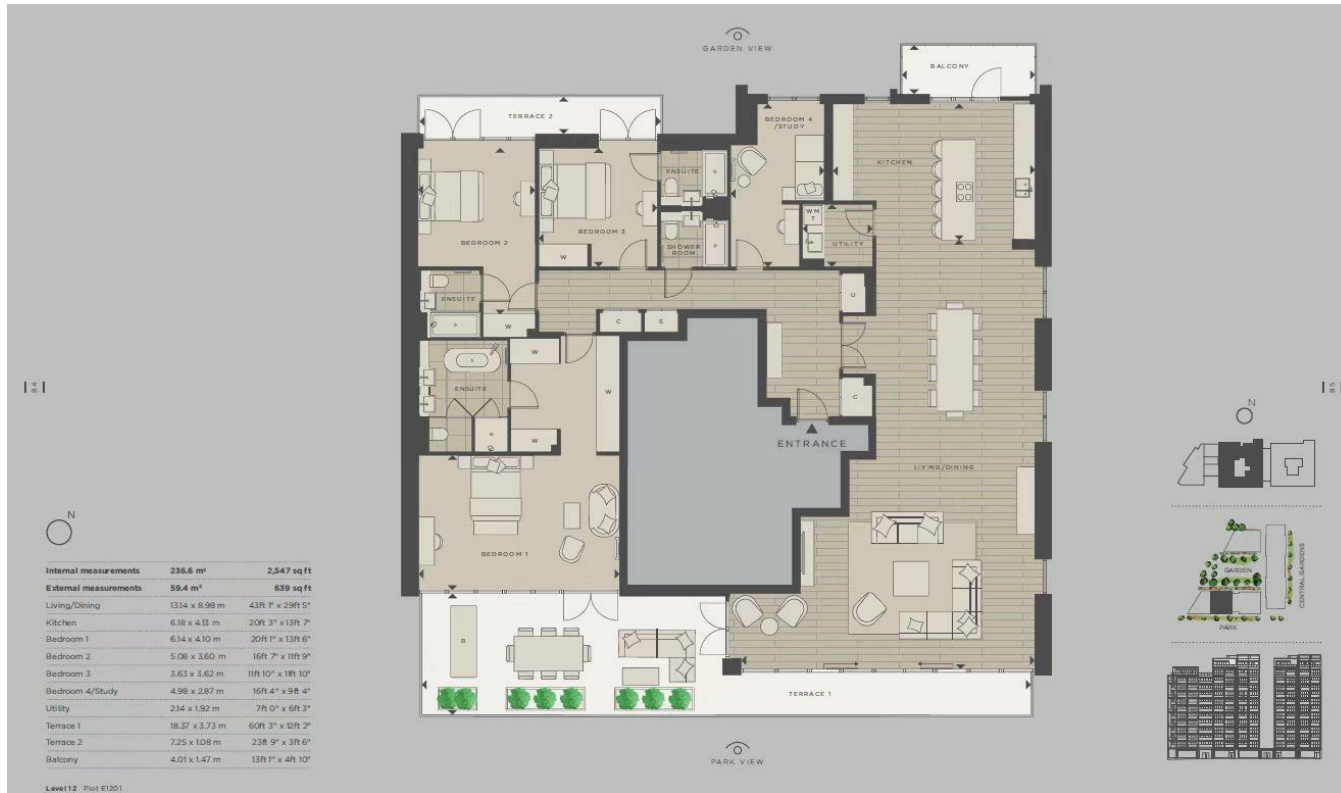 GARDEN VIEW
BALCONY
TERRACE 2
BEDROOM 4
/STUDY
KITCHEN
ENSUITE
BEDROOM 2
BEDROOM 3
W
SHOWER
ROOM
WM
T
UTILITY
ENSUITE
W
C
S
U
W
W
ENSUITE
W
C
ENTRANCE
LIVING/DINING
BEDROOM 1
B
TERRACE 1
PARK VIEW
84
85
N
Internal measurements 236.6 m² 2,547 sq ft
External measurements 59.4 m² 639 sq ft
Living/Dining 13.14 x 8.98 m 43ft 1" x 29ft 5"
Kitchen 6.18 x 4.13 m 20ft 3" x 13ft 7"
Bedroom 1 6.14 x 4.10 m 20ft 1" x 13ft 6"
Bedroom 2 5.08 x 3.60 m 16ft 7" x 11ft 9"
Bedroom 3 3.63 x 3.62 m 11ft 10" x 11ft 10"
Bedroom 4/Study 4.98 x 2.87 m 16ft 4" x 9ft 4"
Utility 2.14 x 1.92 m 7ft 0" x 6ft 3"
Terrace 1 18.37 x 3.73 m 60ft 3" x 12ft 2"
Terrace 2 7.25 x 1.08 m 23ft 9" x 3ft 6"
Balcony 4.01 x 1.47 m 13ft 1" x 4ft 10"
Level 12 Plot E1201
N
GARDEN
CENTRAL GARDENS
PARK